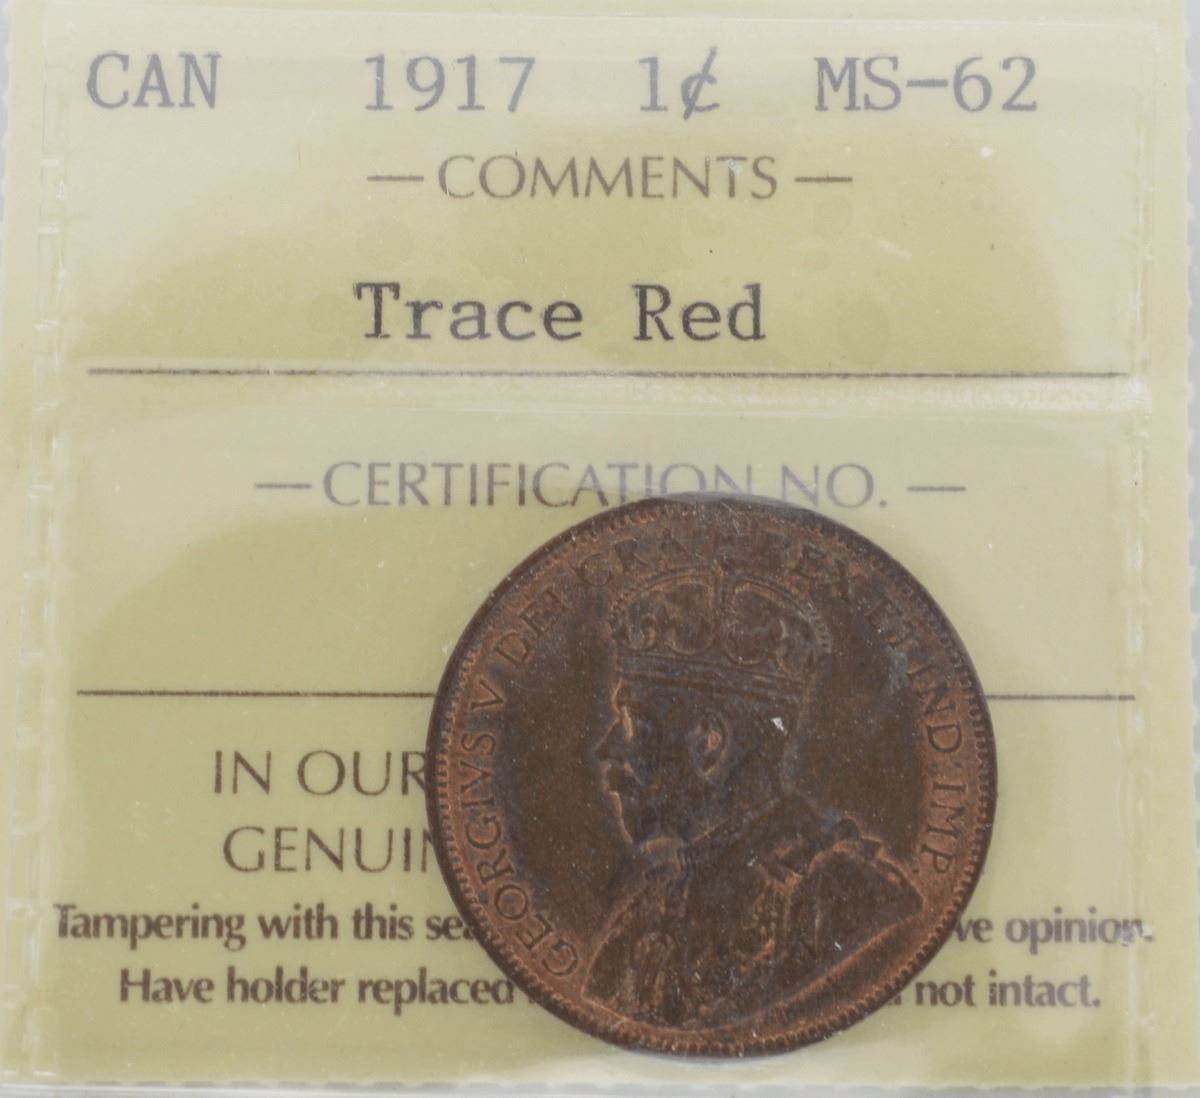 CAN 1917 1¢ MS-62
— COMMENTS —
Trace Red
— CERTIFICATION NO. —
IN OUR
GENUIN
Tampering with this sea ve opinion.
Have holder replaced not intact.
GEORGIVS V DEI GRA: REX ET IND: IMP: